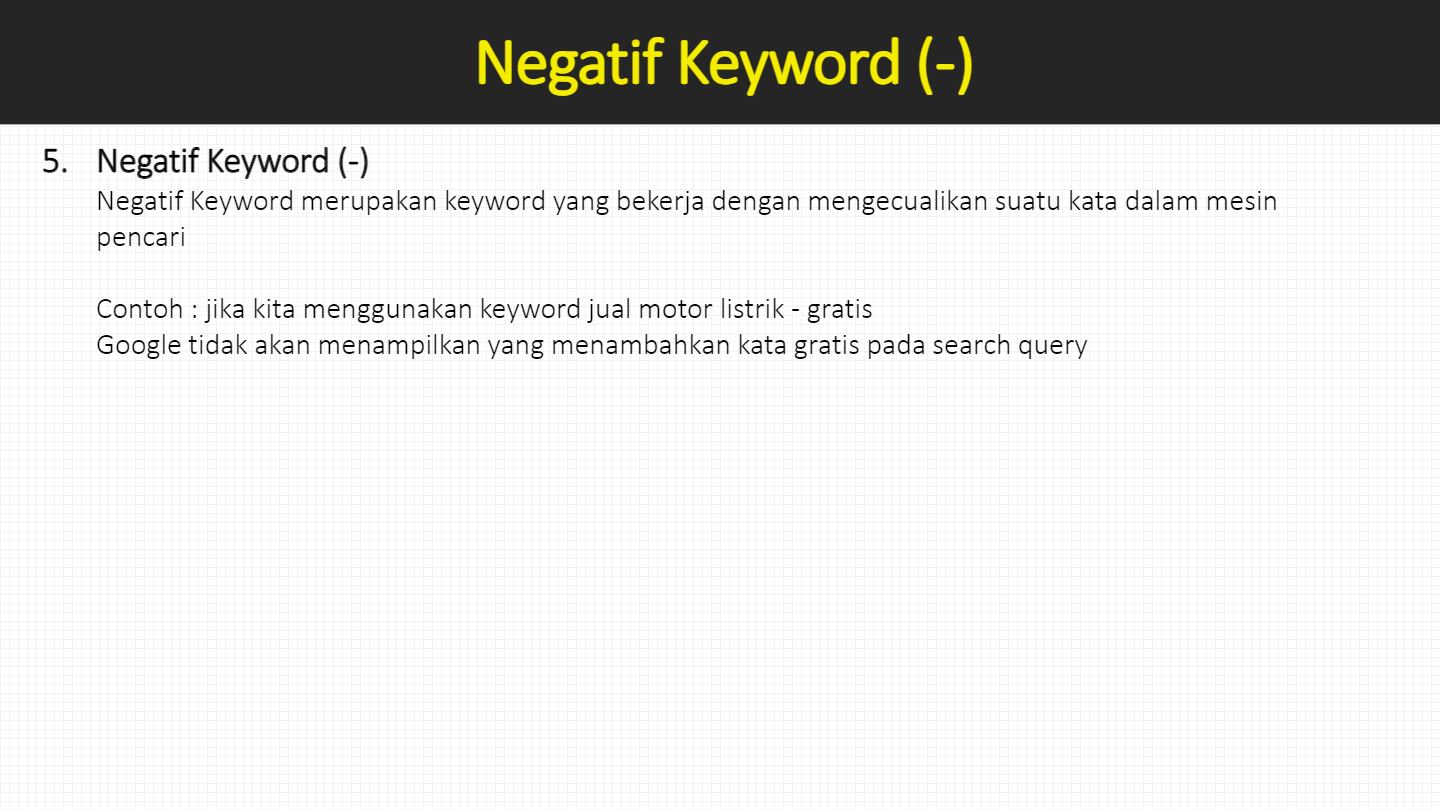 Negatif Keyword (-)
5. Negatif Keyword (-)
Negatif Keyword merupakan keyword yang bekerja dengan mengecualikan suatu kata dalam mesin
pencari
Contoh : jika kita menggunakan keyword jual motor listrik - gratis
Google tidak akan menampilkan yang menambahkan kata gratis pada search query